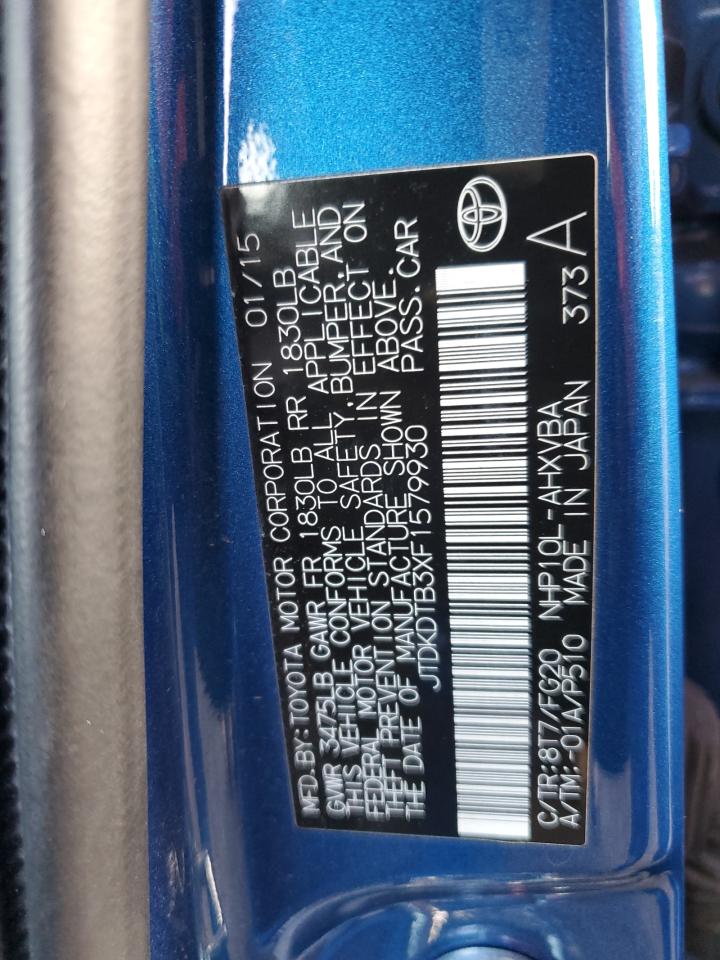 MFD.BY:TOYOTA MOTOR CORPORATION 01/15
GVWR 3475LB GAWR FR 1830LB RR 1830LB
THIS VEHICLE CONFORMS TO ALL APPLICABLE
FEDERAL MOTOR VEHICLE SAFETY,BUMPER,AND
THEFT PREVENTION STANDARDS IN EFFECT ON
THE DATE OF MANUFACTURE SHOWN ABOVE.
JTDKDTB3XF1579930 PASS.CAR
C/TR:8T7/FG20 NHP10L-AHXVBA 373 A
A/TM:-01A/P510 MADE IN JAPAN